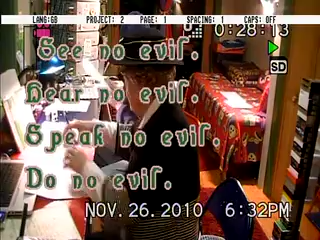 LANG:GB PROJECT: 2 PAGE: 1 SPACING: 1 CAPS: OFF
0:28:13
See no evil.
SD
Hear no evil.
Speak no evil.
Do no evil.
NOV.26.2010 6:32PM